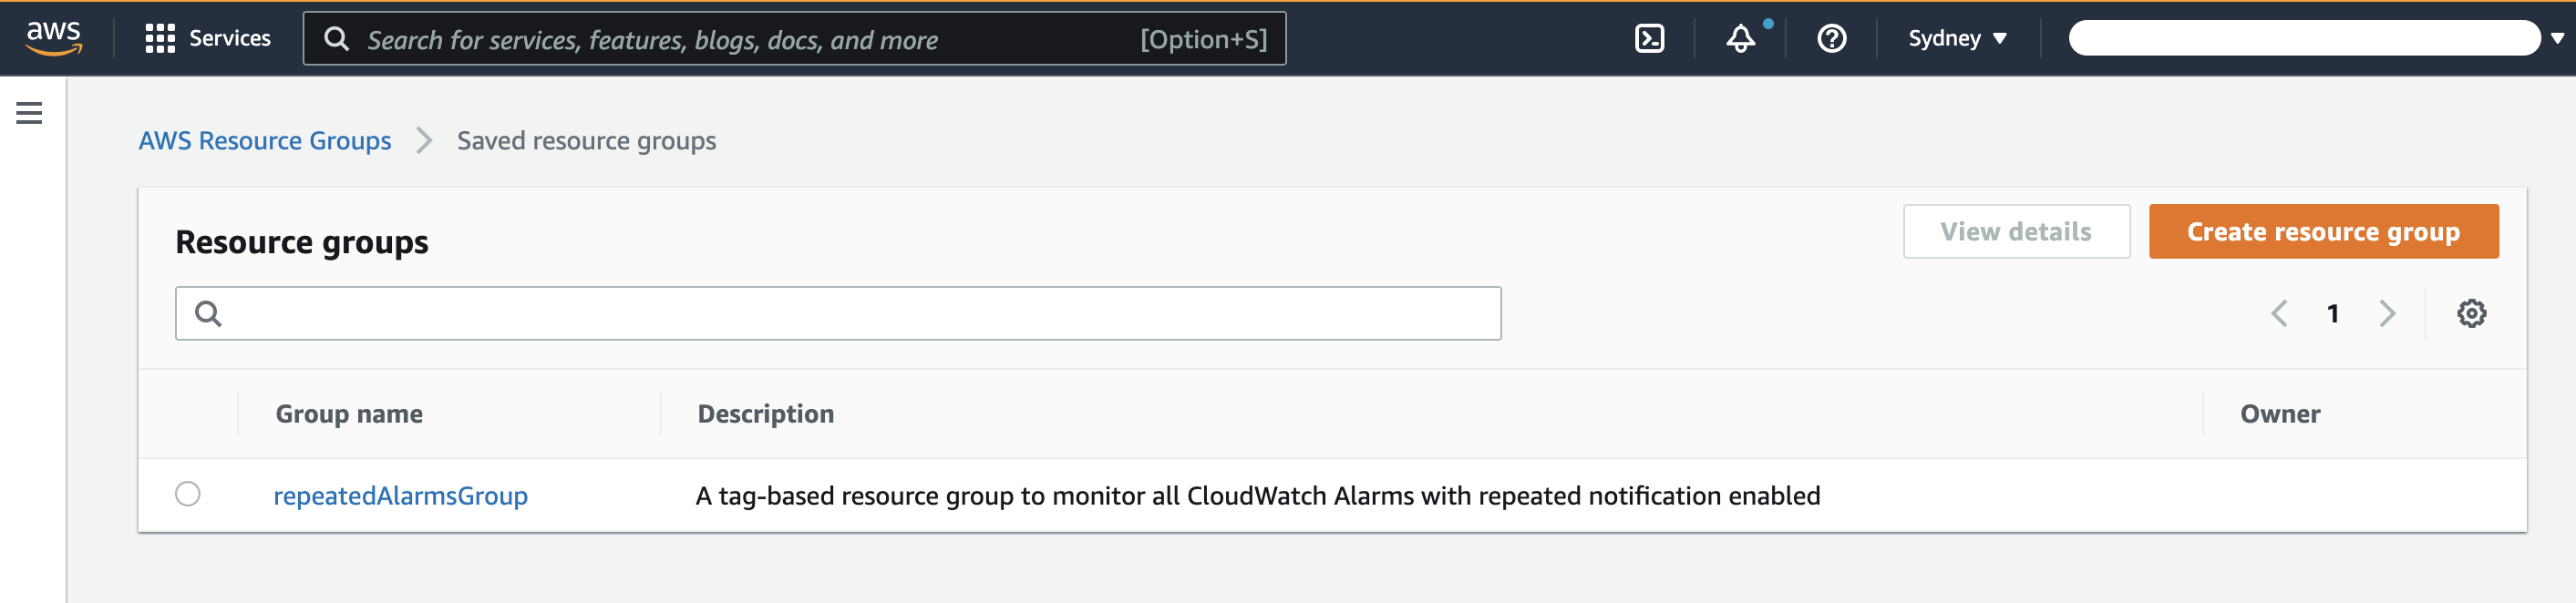 aws Services Search for services, features, blogs, docs, and more [Option+S] Sydney
AWS Resource Groups Saved resource groups
Resource groups View details Create resource group
1
Group name Description Owner
repeatedAlarmsGroup A tag-based resource group to monitor all CloudWatch Alarms with repeated notification enabled